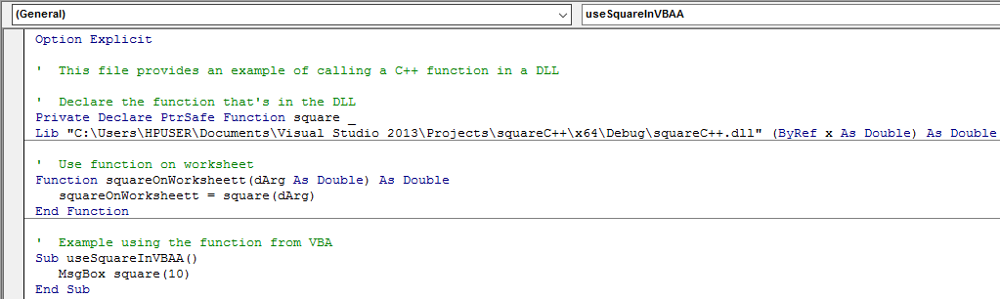 (General) useSquareInVBAA
Option Explicit
'  This file provides an example of calling a C++ function in a DLL
'  Declare the function that's in the DLL
Private Declare PtrSafe Function square _
Lib "C:\Users\HPUSER\Documents\Visual Studio 2013\Projects\squareC++\x64\Debug\squareC++.dll" (ByRef x As Double) As Double
'  Use function on worksheet
Function squareOnWorksheett(dArg As Double) As Double
   squareOnWorksheett = square(dArg)
End Function
'  Example using the function from VBA
Sub useSquareInVBAA()
   MsgBox square(10)
End Sub